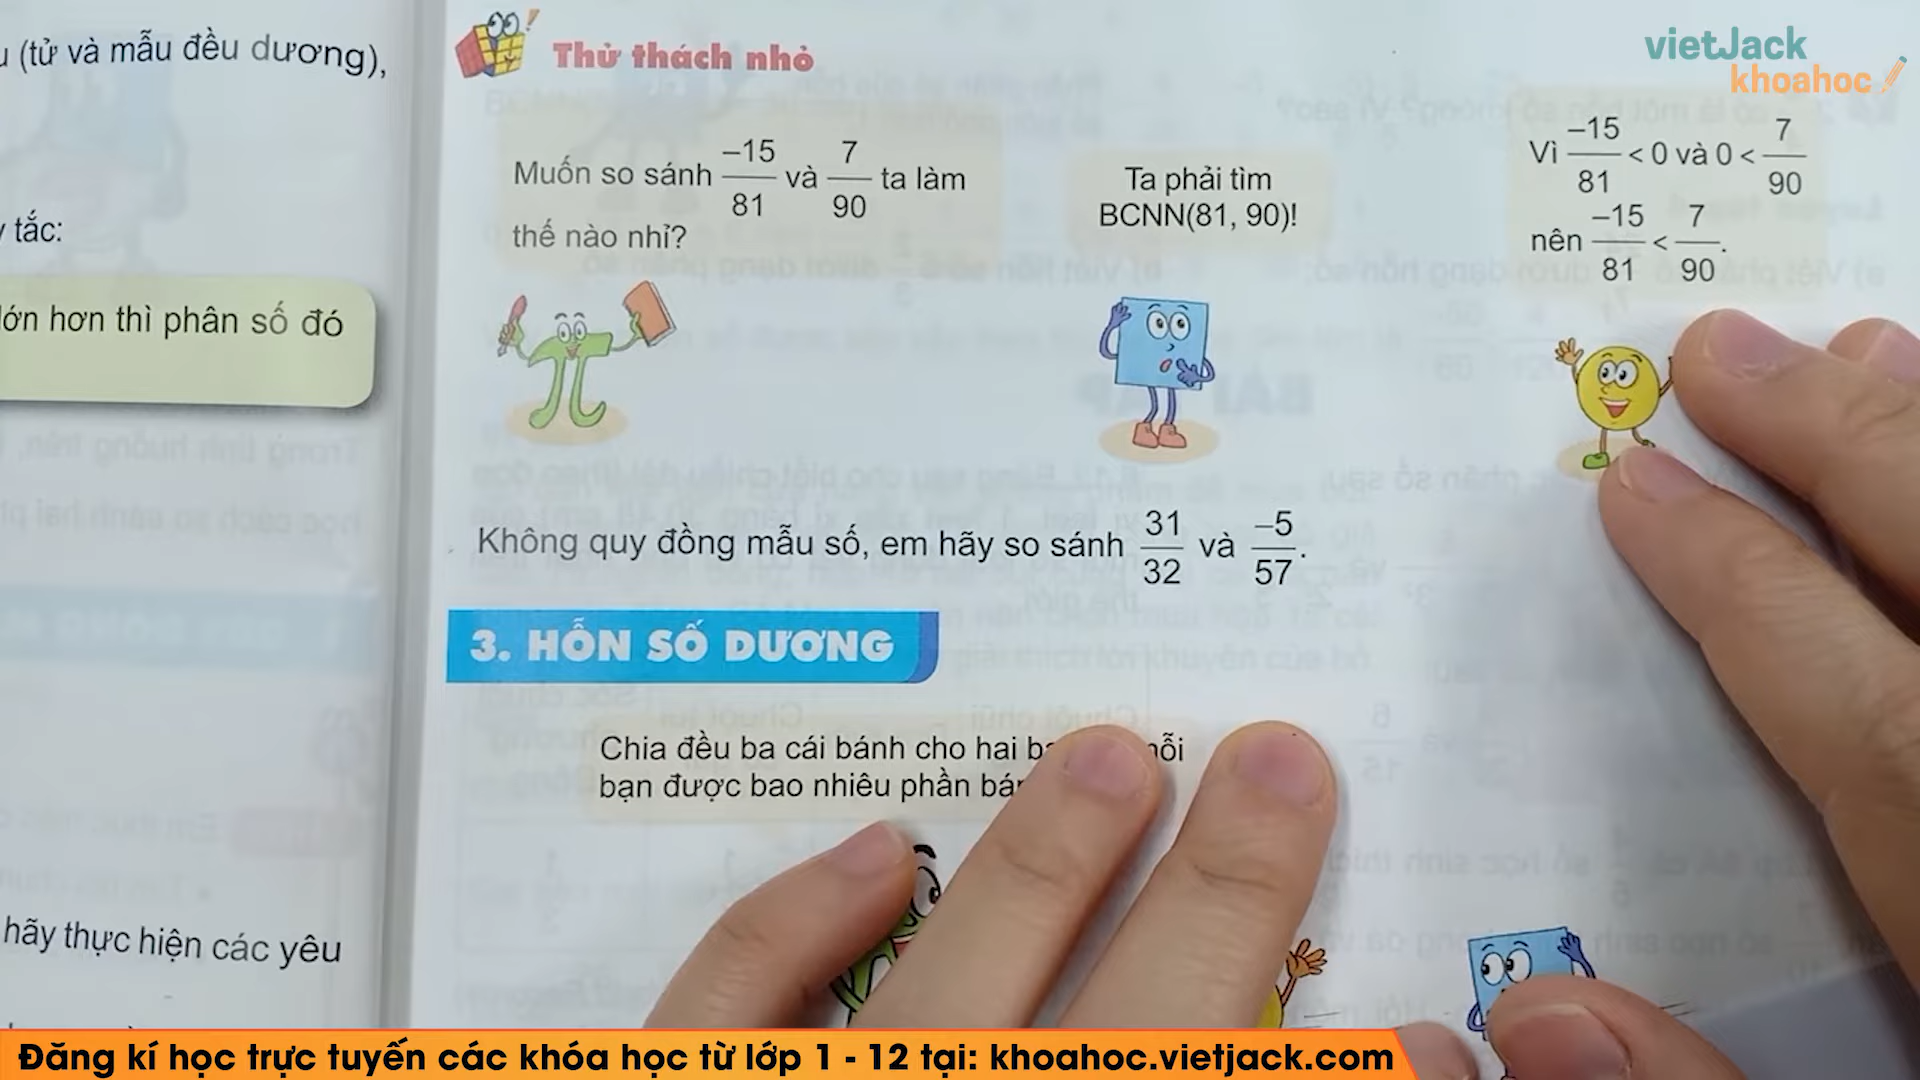 (tử và mẫu đều dương),
tắc:
lớn hơn thì phân số đó
hãy thực hiện các yêu
Thử thách nhỏ
Muốn so sánh −15/81 và 7/90 ta làm
thế nào nhỉ?
Ta phải tìm
BCNN(81, 90)!
Vì −15/81 < 0 và 0 < 7/90
nên −15/81 < 7/90.
Không quy đồng mẫu số, em hãy so sánh 31/32 và −5/57.
3. HỖN SỐ DƯƠNG
Chia đều ba cái bánh cho hai
bạn được bao nhiêu phần
vietJack
khoahoc
Đăng kí học trực tuyến các khóa học từ lớp 1 - 12 tại: khoahoc.vietjack.com